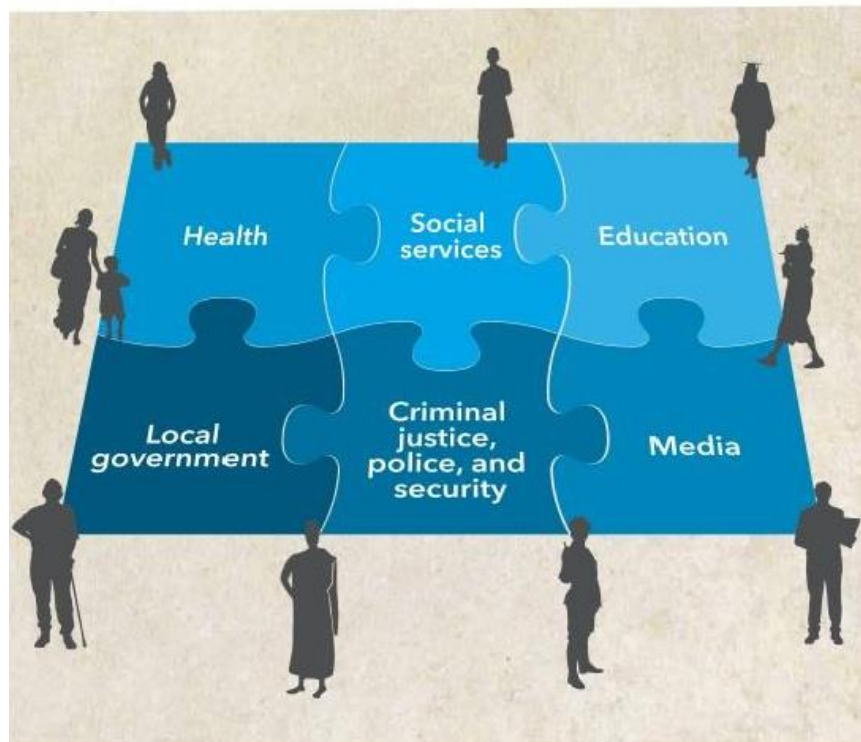 Health
Social
services
Education
Local
government
Criminal
justice,
police, and
security
Media